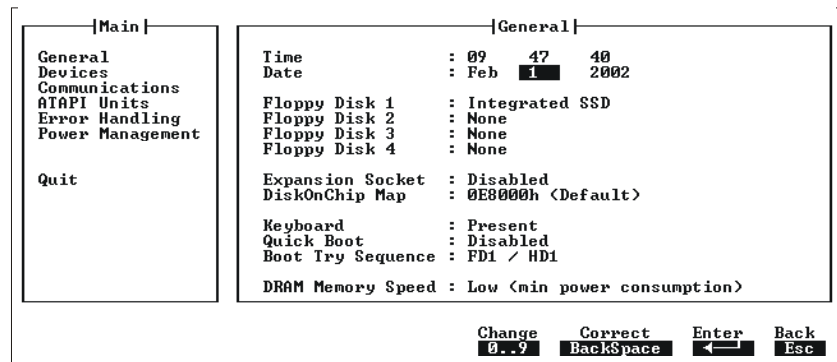 Main
General
Devices
Communications
ATAPI Units
Error Handling
Power Management
Quit
General
Time : 09 47 40
Date : Feb 1 2002
Floppy Disk 1 : Integrated SSD
Floppy Disk 2 : None
Floppy Disk 3 : None
Floppy Disk 4 : None
Expansion Socket : Disabled
DiskOnChip Map : 0E8000h (Default)
Keyboard : Present
Quick Boot : Disabled
Boot Try Sequence : FD1 / HD1
DRAM Memory Speed : Low (min power consumption)
Change Correct Enter Back
0..9 BackSpace Esc